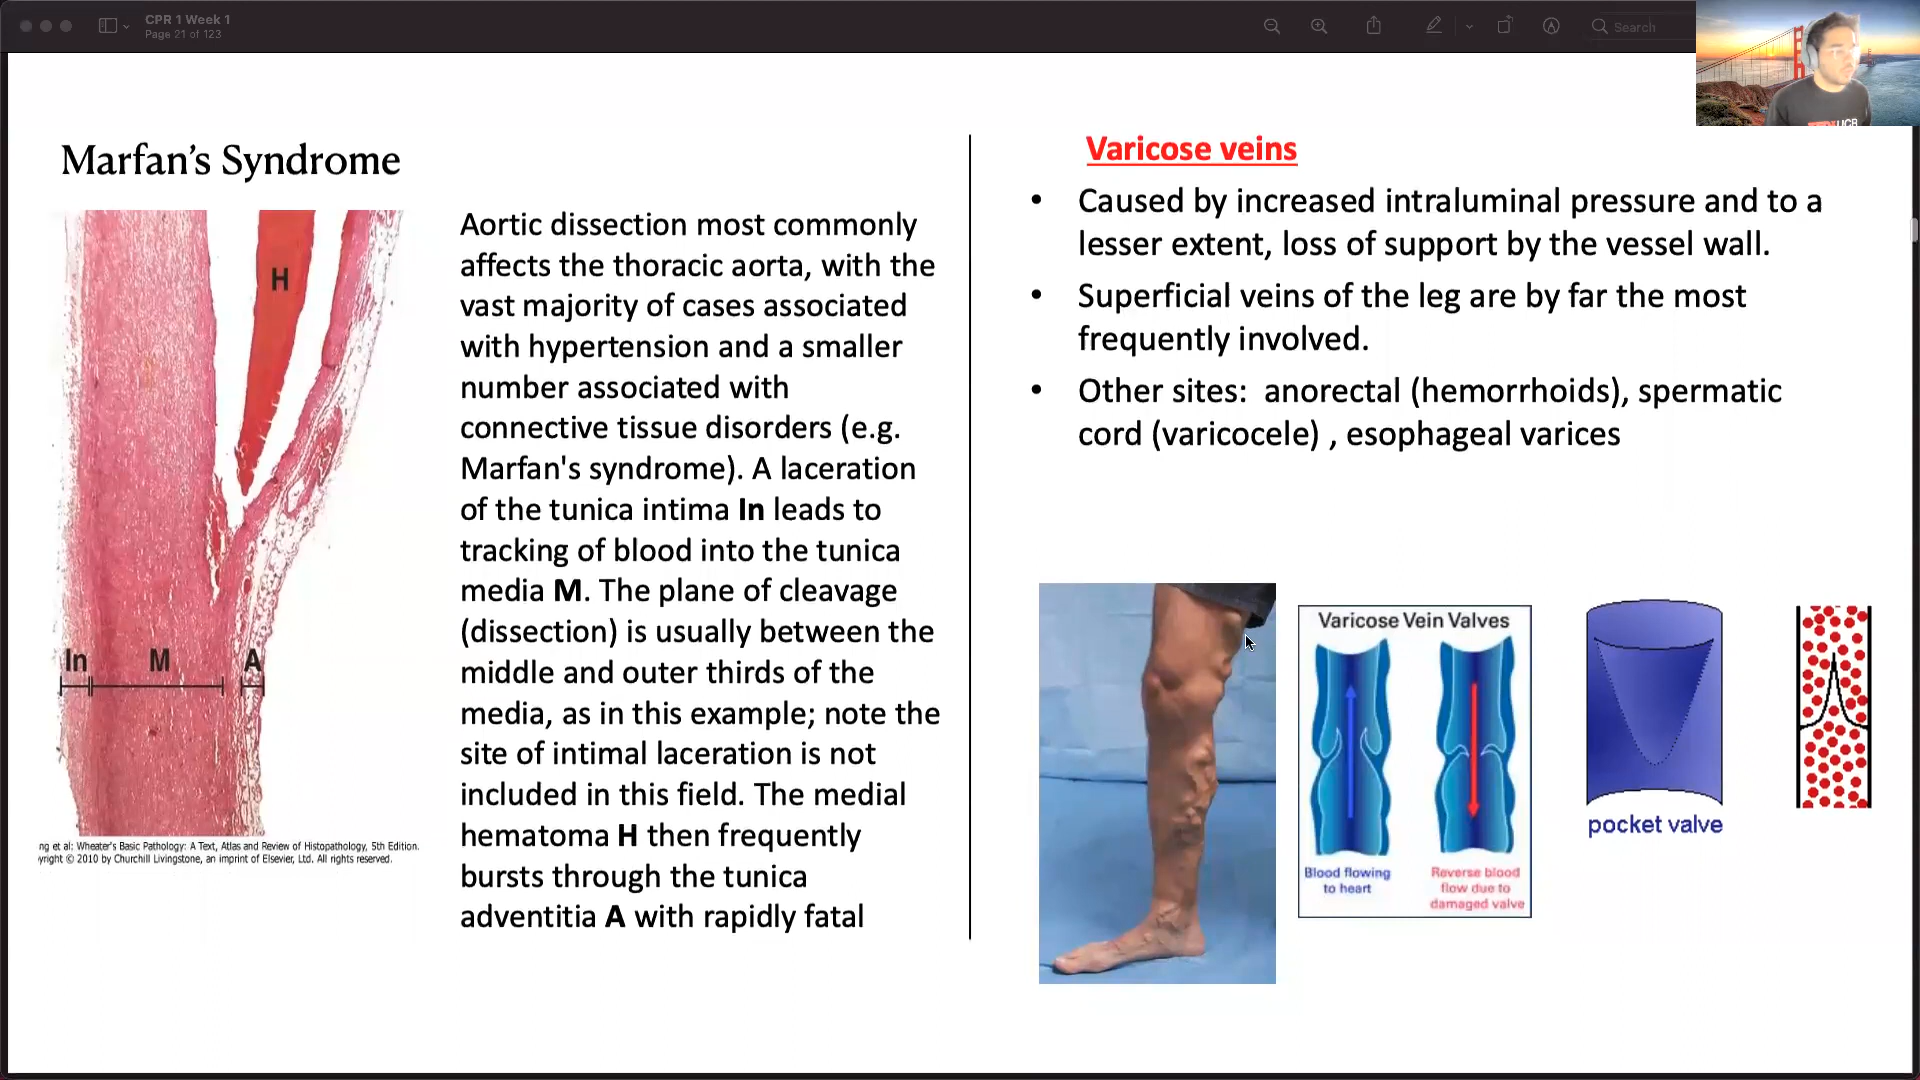 CPR 1 Week 1
Page 21 of 123
Search
UCR
Marfan's Syndrome
H
In M A
ng et al: Wheater's Basic Pathology: A Text, Atlas and Review of Histopathology, 5th Edition.
yright © 2010 by Churchill Livingstone, an imprint of Elsevier, Ltd. All rights reserved.
Aortic dissection most commonly
affects the thoracic aorta, with the
vast majority of cases associated
with hypertension and a smaller
number associated with
connective tissue disorders (e.g.
Marfan's syndrome). A laceration
of the tunica intima In leads to
tracking of blood into the tunica
media M. The plane of cleavage
(dissection) is usually between the
middle and outer thirds of the
media, as in this example; note the
site of intimal laceration is not
included in this field. The medial
hematoma H then frequently
bursts through the tunica
adventitia A with rapidly fatal
Varicose veins
• Caused by increased intraluminal pressure and to a
lesser extent, loss of support by the vessel wall.
• Superficial veins of the leg are by far the most
frequently involved.
• Other sites: anorectal (hemorrhoids), spermatic
cord (varicocele) , esophageal varices
Varicose Vein Valves
Blood flowing
to heart
Reverse blood
flow due to
damaged valve
pocket valve